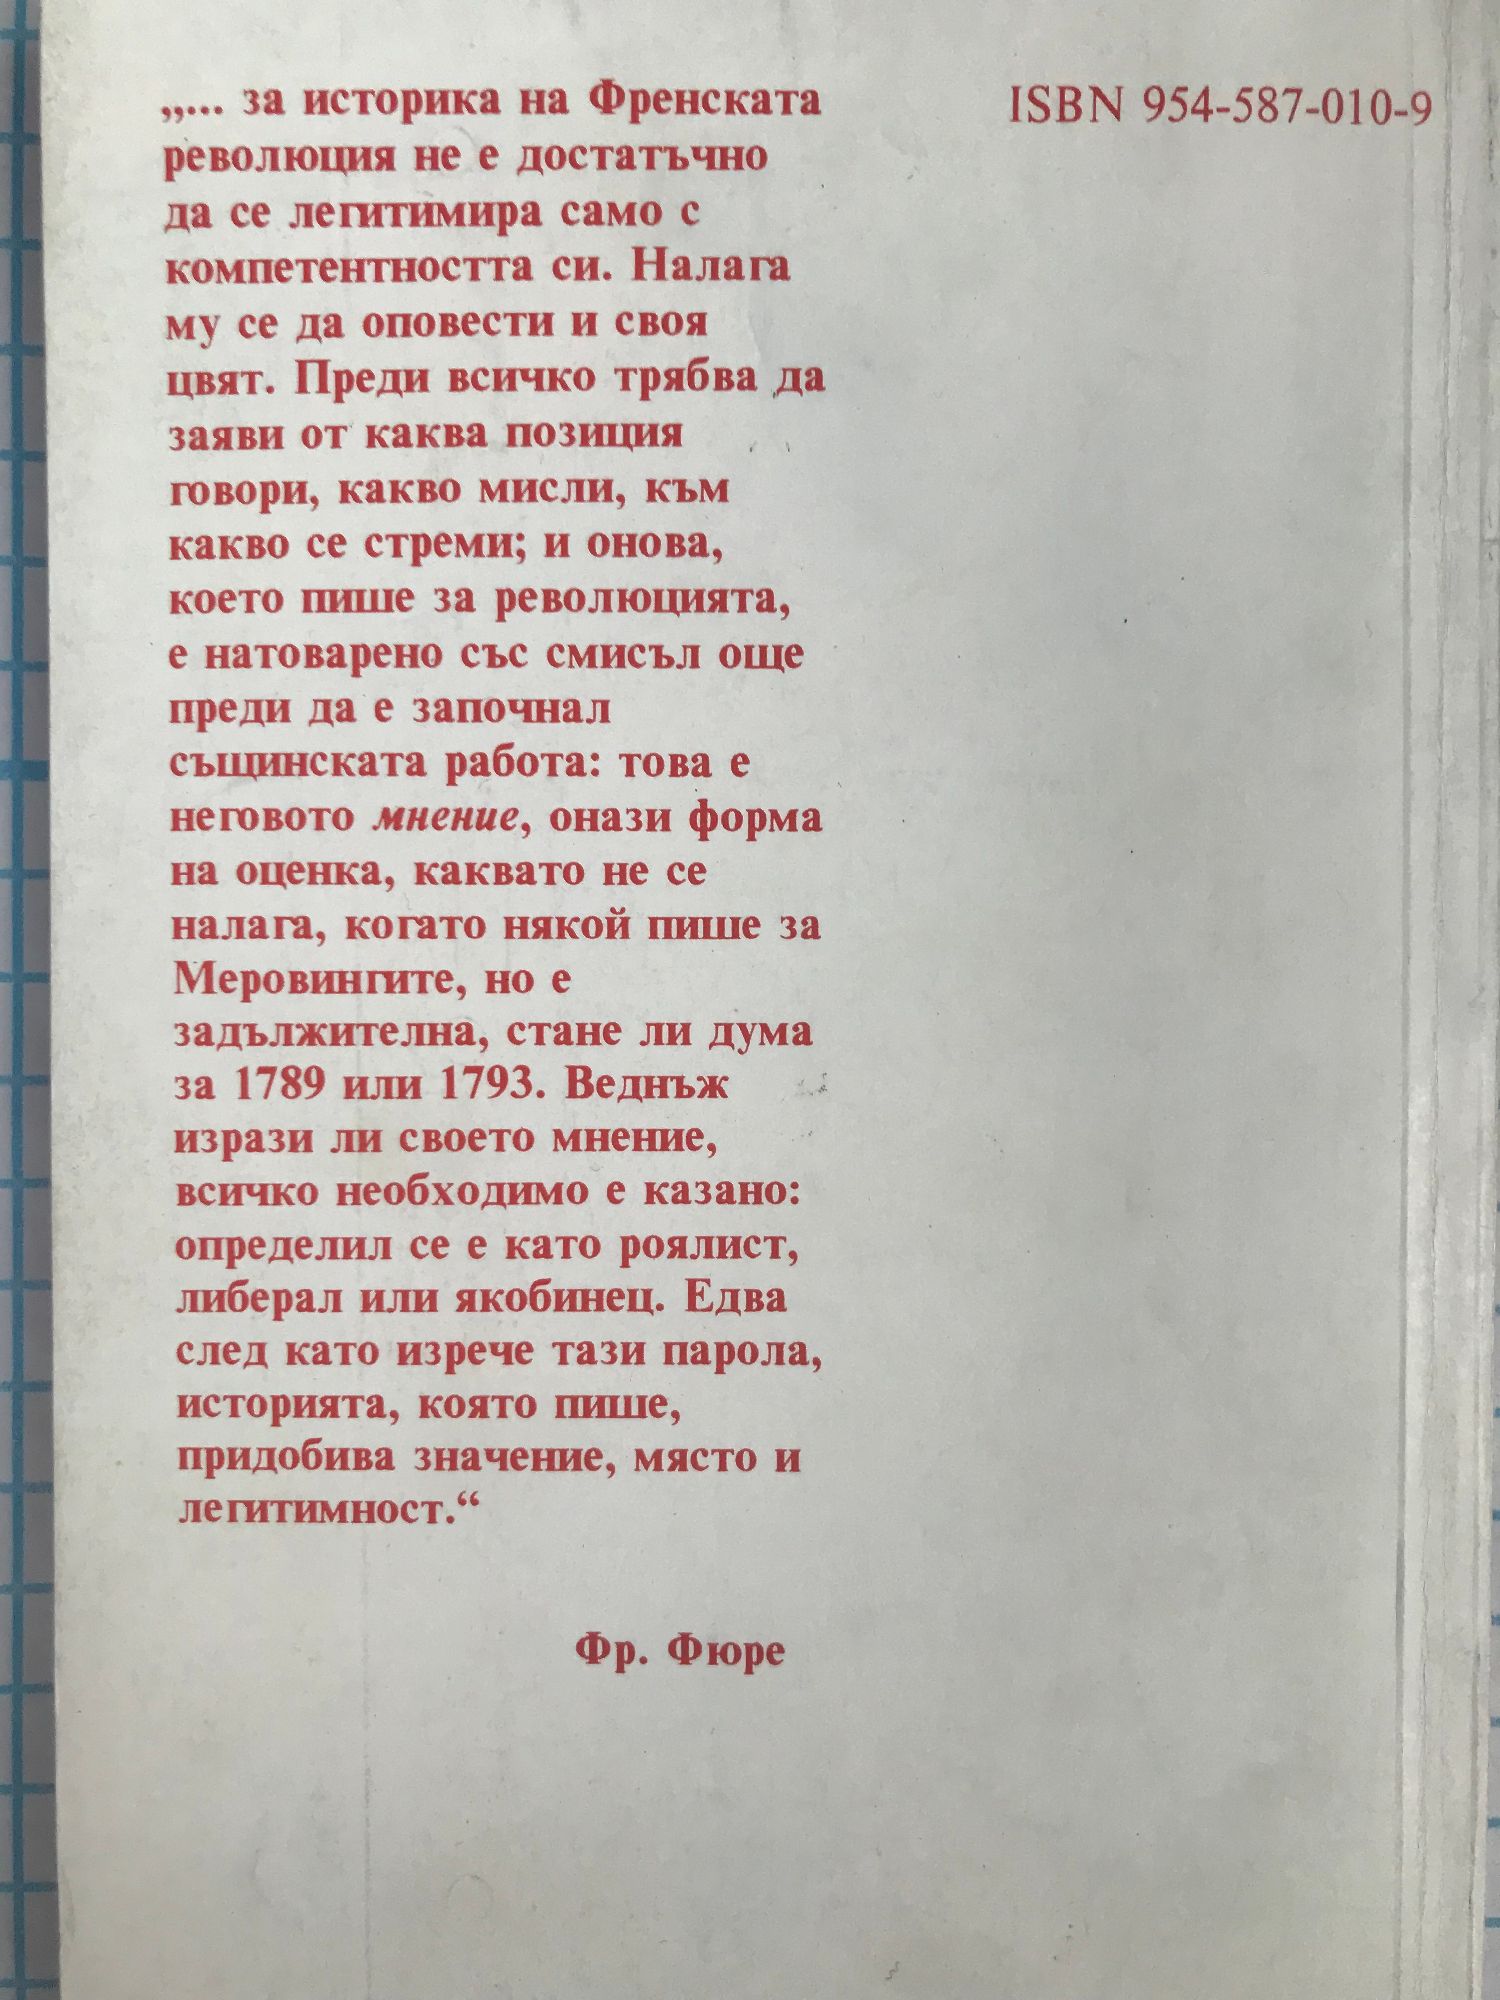 „... за историка на Френската
революция не е достатъчно
да се легитимира само с
компетентността си. Налага
му се да оповести и своя
цвят. Преди всичко трябва да
заяви от каква позиция
говори, какво мисли, към
какво се стреми; и онова,
което пише за революцията,
е натоварено със смисъл още
преди да е започнал
същинската работа: това е
неговото мнение, онази форма
на оценка, каквато не се
налага, когато някой пише за
Меровингите, но е
задължителна, стане ли дума
за 1789 или 1793. Веднъж
изрази ли своето мнение,
всичко необходимо е казано:
определил се е като роялист,
либерал или якобинец. Едва
след като изрече тази парола,
историята, която пише,
придобива значение, място и
легитимност.“
Фр. Фюре
ISBN 954-587-010-9